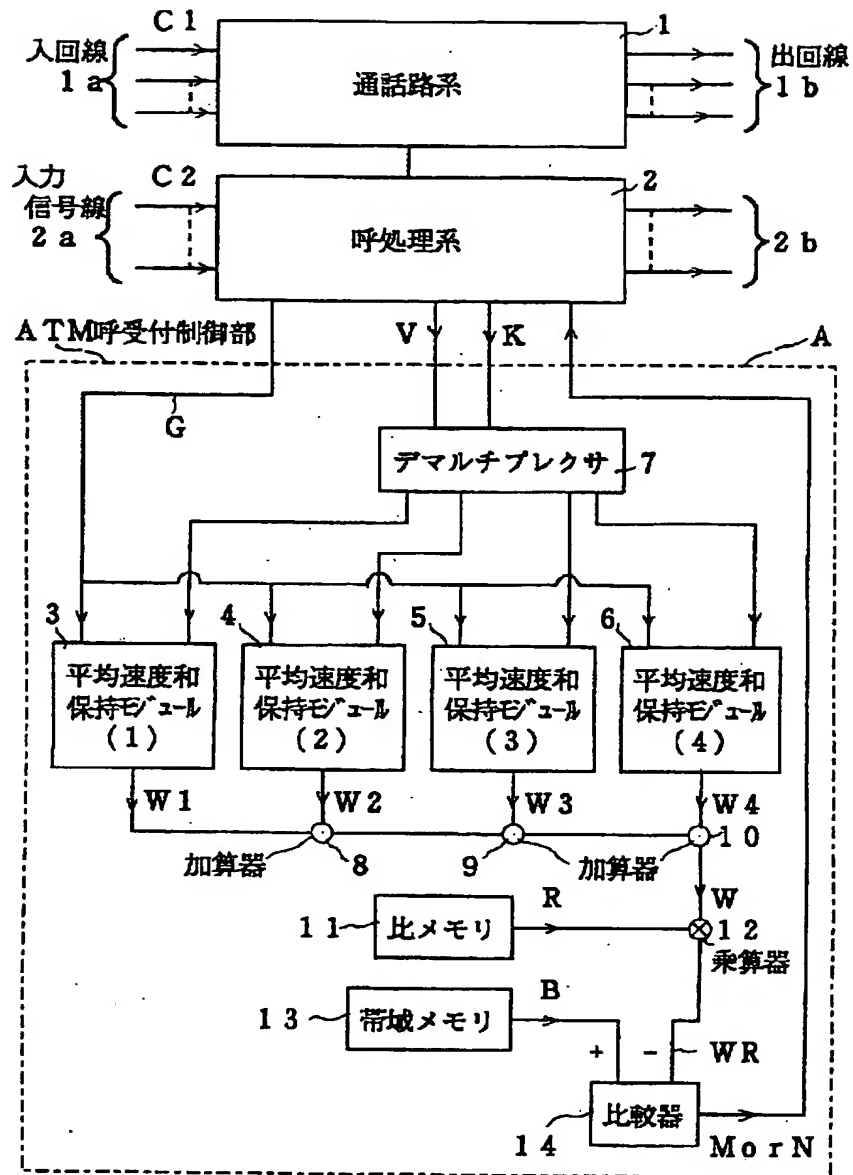 C1
1
入回線
1a
通話路系
出回線
1b
入力
信号線
2a
C2
2
呼処理系
2b
ATM呼受付制御部
V
K
A
G
デマルチプレクサ
7
3
平均速度和
保持モジュール
(1)
4
平均速度和
保持モジュール
(2)
5
平均速度和
保持モジュール
(3)
6
平均速度和
保持モジュール
(4)
W1
W2
W3
W4
加算器
8
9
加算器
10
W
11
比メモリ
R
12
乗算器
13
帯域メモリ
B
+
-
WR
14
比較器
MorN